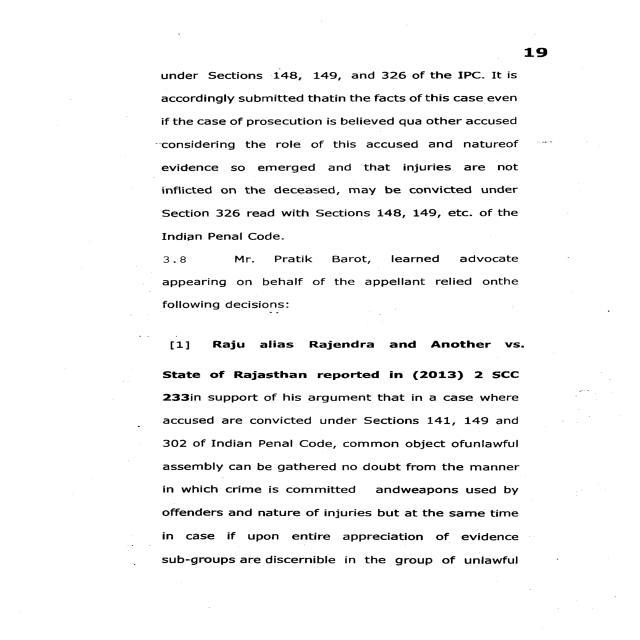 19
under Sections 148, 149, and 326 of the IPC. It is
accordingly submitted thatin the facts of this case even
if the case of prosecution is believed qua other accused
considering the role of this accused and natureof
evidence so emerged and that injuries are not
inflicted on the deceased, may be convicted under
Section 326 read with Sections 148, 149, etc. of the
Indian Penal Code.
3.8 Mr. Pratik Barot, learned advocate
appearing on behalf of the appellant relied onthe
following decisions:
[1] Raju alias Rajendra and Another vs.
State of Rajasthan reported in (2013) 2 SCC
233in support of his argument that in a case where
accused are convicted under Sections 141, 149 and
302 of Indian Penal Code, common object ofunlawful
assembly can be gathered no doubt from the manner
in which crime is committed andweapons used by
offenders and nature of injuries but at the same time
in case if upon entire appreciation of evidence
sub-groups are discernible in the group of unlawful